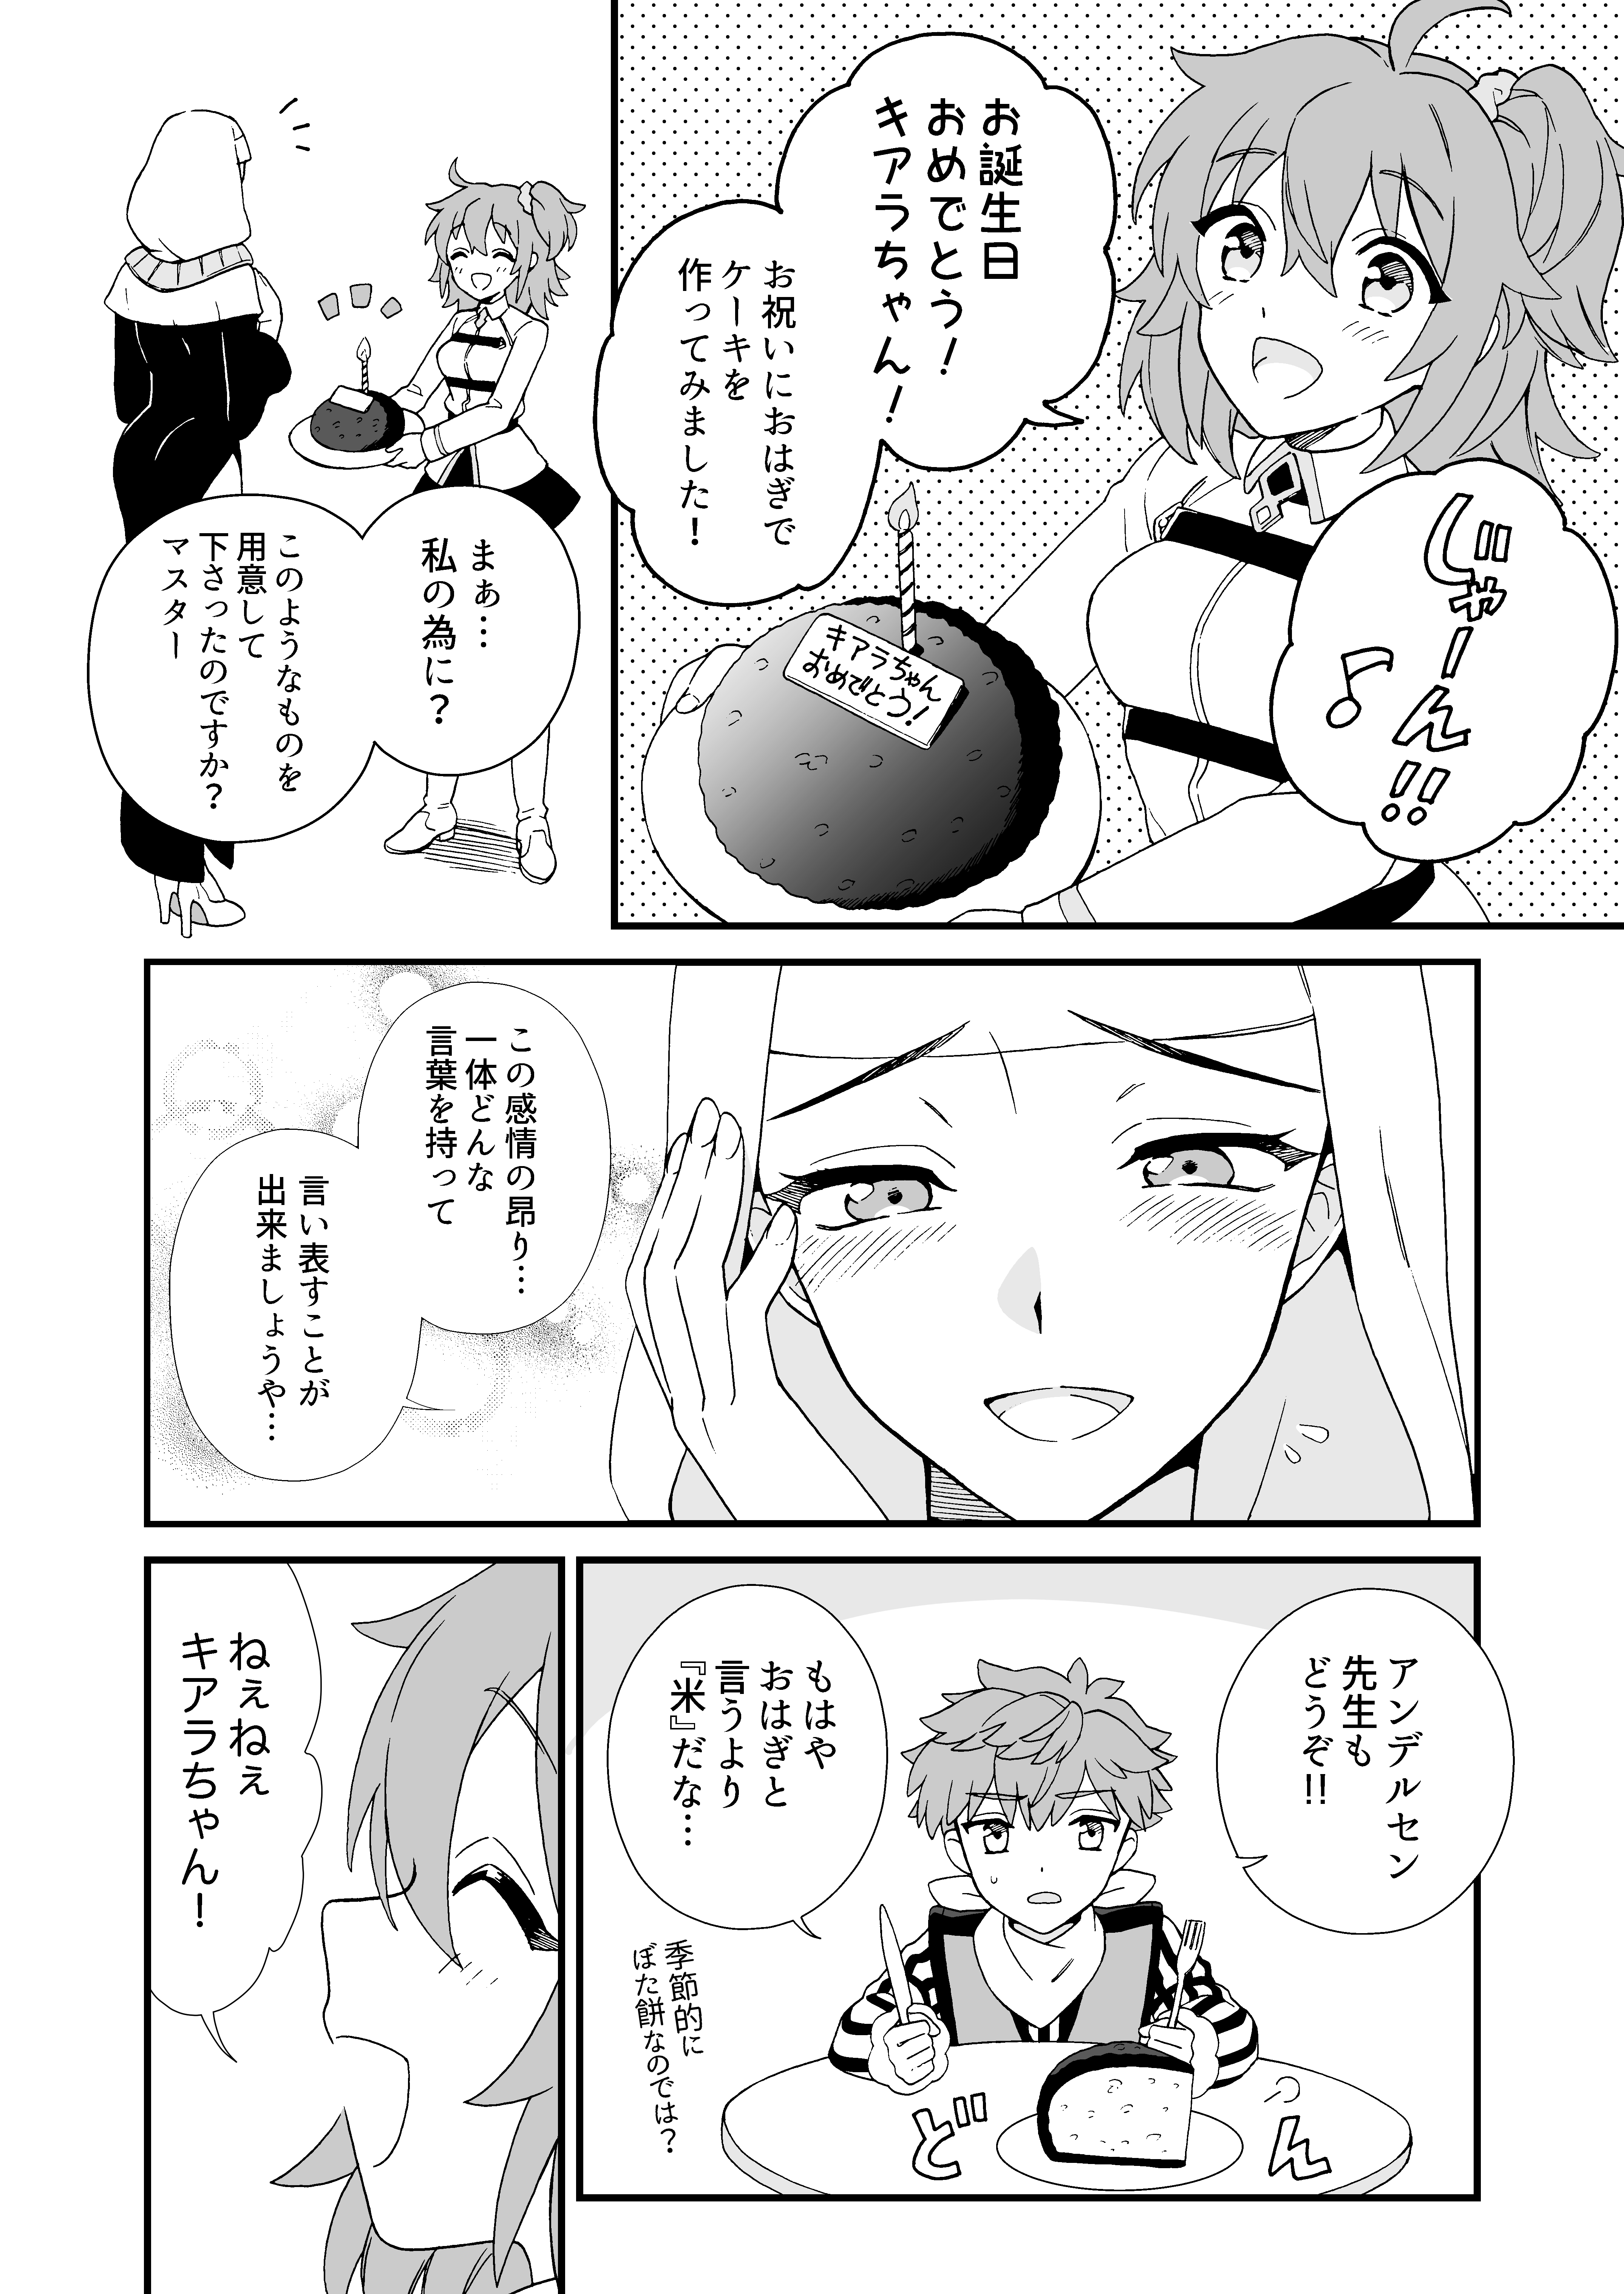 じゃーん!!♪
お誕生日
おめでとう!
キアラちゃん!
お祝いにおはぎで
ケーキを
作ってみました!
キアラちゃん
おめでとう!
まぁ…
私の為に?
このようなものを
用意して
下さったのですか?
マスター
この感情の昂り…
一体どんな
言葉を持って
言い表すことが
出来ましょうや…
アンデルセン
先生も
どうぞ!!
もはや
おはぎと
言うより
『米』だな…
季節的に
ぼた餅なのでは?
どん
ねぇねぇ
キアラちゃん!